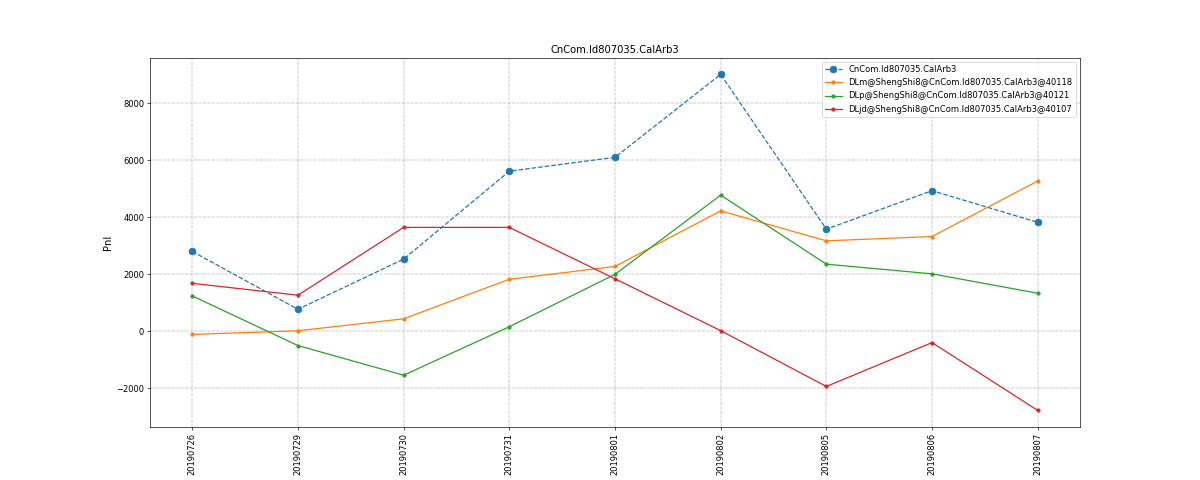 CnCom.Id807035.CalArb3
CnCom.Id807035.CalArb3
DLm@ShengShi8@CnCom.Id807035.CalArb3@40118
DLp@ShengShi8@CnCom.Id807035.CalArb3@40121
DLjd@ShengShi8@CnCom.Id807035.CalArb3@40107
8000
6000
4000
2000
0
−2000
Pnl
20190726
20190729
20190730
20190731
20190801
20190802
20190805
20190806
20190807